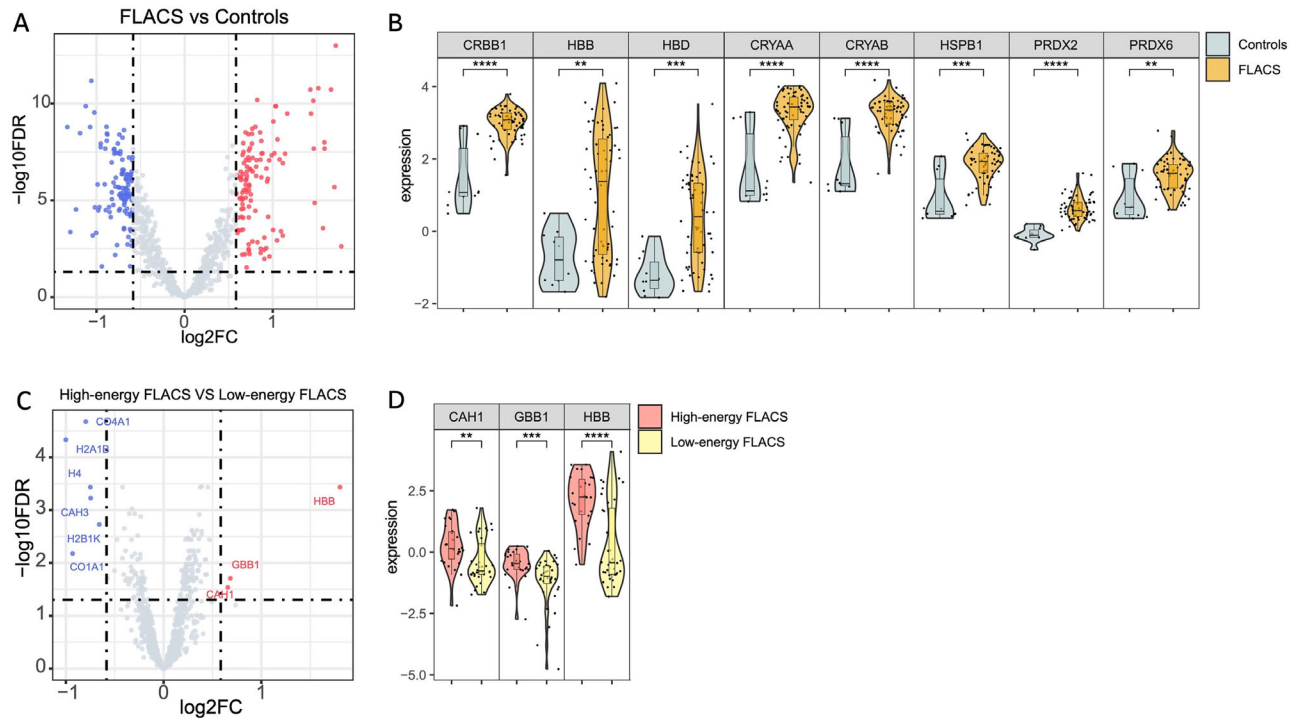 A
FLACS vs Controls
−log10FDR
10
5
0
−1
0
1
log2FC
B
CRBB1 HBB HBD CRYAA CRYAB HSPB1 PRDX2 PRDX6
**** ** *** **** **** *** **** **
expression
4
2
0
−2
Controls
FLACS
C
High-energy FLACS VS Low-energy FLACS
−log10FDR
4
3
2
1
0
CO4A1
H2A1D
H4
CAH3
H2B1K
CO1A1
HBB
GBB1
CAH1
−1
0
1
log2FC
D
CAH1 GBB1 HBB
** *** ****
expression
2.5
0.0
−2.5
−5.0
High-energy FLACS
Low-energy FLACS